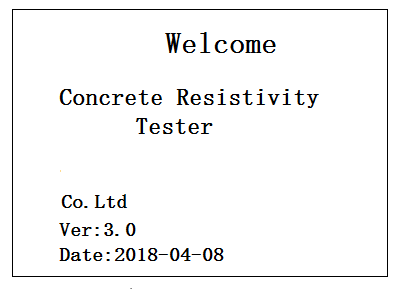 Welcome
Concrete Resistivity
Tester
Co.Ltd
Ver:3.0
Date:2018-04-08